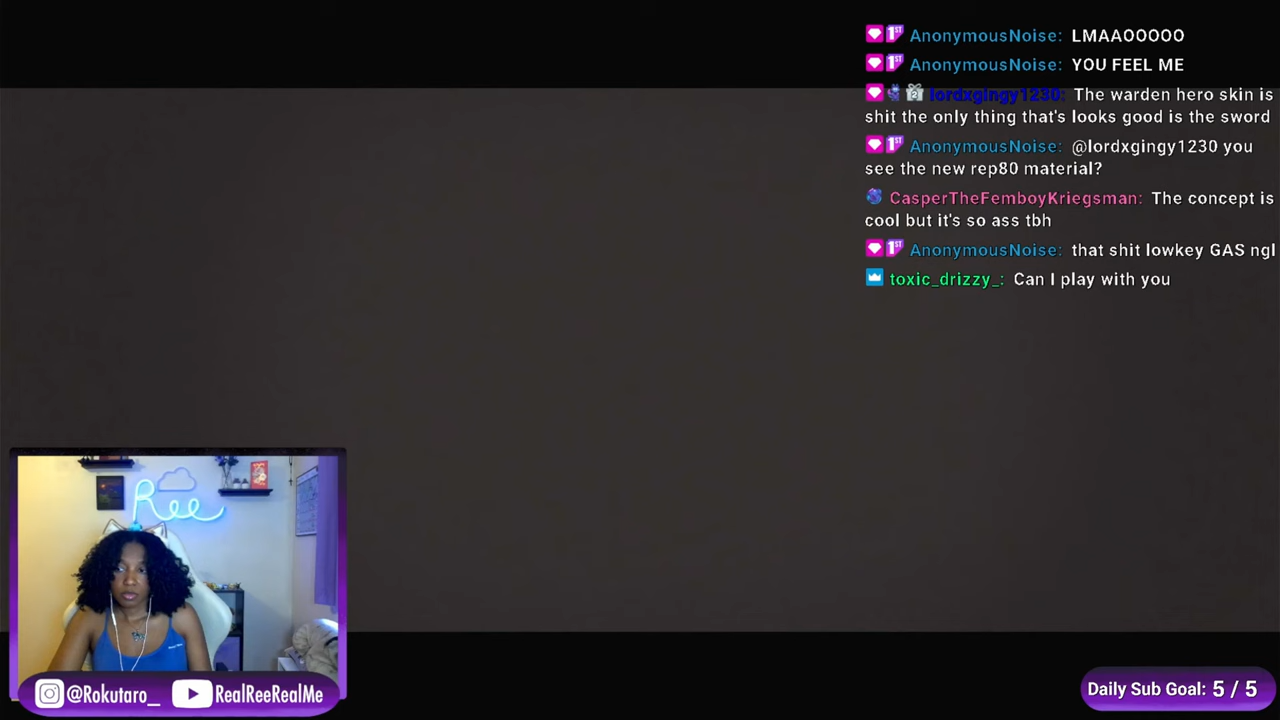 AnonymousNoise: LMAAOOOOO
AnonymousNoise: YOU FEEL ME
lordxgingy1230: The warden hero skin is
shit the only thing that's looks good is the sword
AnonymousNoise: @lordxgingy1230 you
see the new rep80 material?
CasperTheFemboyKriegsman: The concept is
cool but it's so ass tbh
AnonymousNoise: that shit lowkey GAS ngl
toxic_drizzy_: Can I play with you
Ree
@Rokutaro_
RealReeRealMe
Daily Sub Goal: 5 / 5